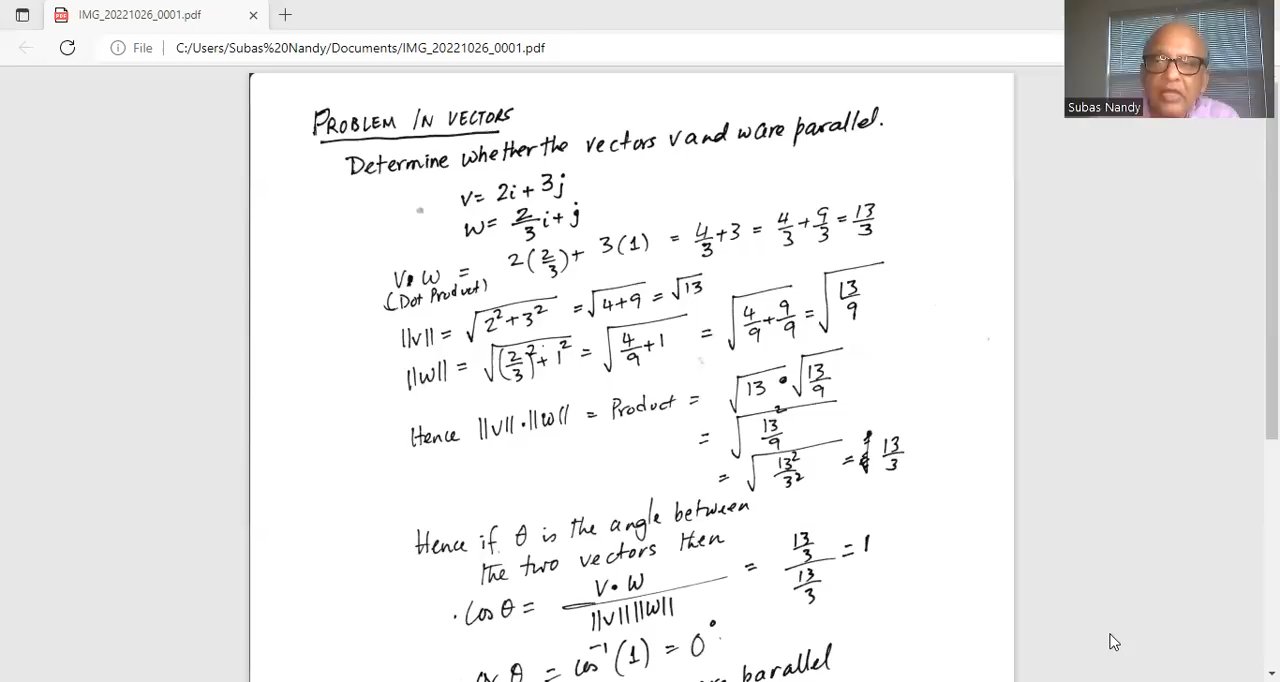 IMG_20221026_0001.pdf
File C:/Users/Subas%20Nandy/Documents/IMG_20221026_0001.pdf
Subas Nandy
PROBLEM IN VECTORS
Determine whether the vectors v and w are parallel.
v= 2i+3j
w= 2/3 i+j
V•W = 2(2/3)+ 3(1) = 4/3+3 = 4/3+9/3 = 13/3
(Dot Product)
||v|| = √(2²+3²) = √(4+9) = √13
||w|| = √((2/3)²+1²) = √(4/9+1) = √(4/9+9/9) = √(13/9)
Hence ||v||•||w|| = Product = √13 • √(13/9)
= √(13²/9)
= √(13²/3²) = 13/3
Hence if θ is the angle between
the two vectors then
Cos θ = V•W/||v|| ||w|| = 13/3 / 13/3 = 1
θ = cos⁻¹(1) = 0°
parallel